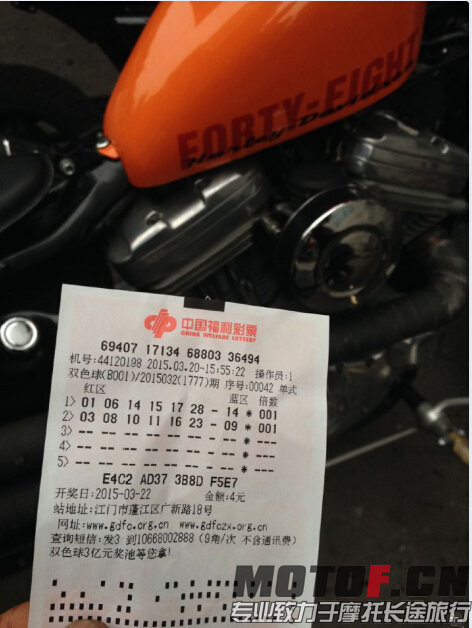 FORTY-EIGHT
Harley-Davidson
中国福利彩票
CHINA WELFARE LOTTERY
69407 17134 68803 36494
机号:44120198 2015.03.20-15:55:22 操作员:1
双色球(B001)/2015032(1777)期 序号:00042 单式
红区 蓝区 倍数
1> 01 06 14 15 17 28 - 14 * 001
2> 03 08 10 11 16 23 - 09 * 001
3> - *
4> - *
5> - *
E4C2 AD37 3B8D F5E7
开奖日:2015-03-22 金额:4元
站地址:江门市蓬江区广新路18号
网址:www.gdfc.org.cn www.gdfczx.org.cn
查询短信:发3 到10668002888 (9角/次 不含通讯费)
双色球3亿元奖池等您拿!
MOTOF.CN
专业致力于摩托长途旅行